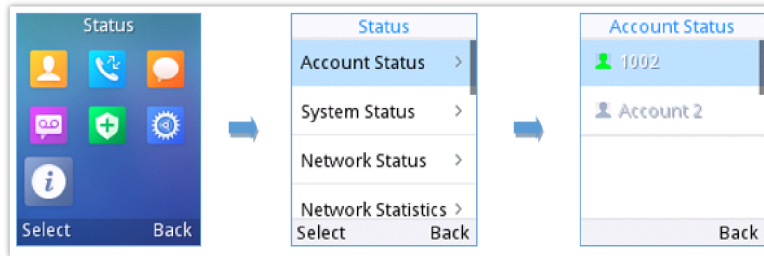 Status
Select Back
Status
Account Status
System Status
Network Status
Network Statistics
Select Back
Account Status
1002
Account 2
Back